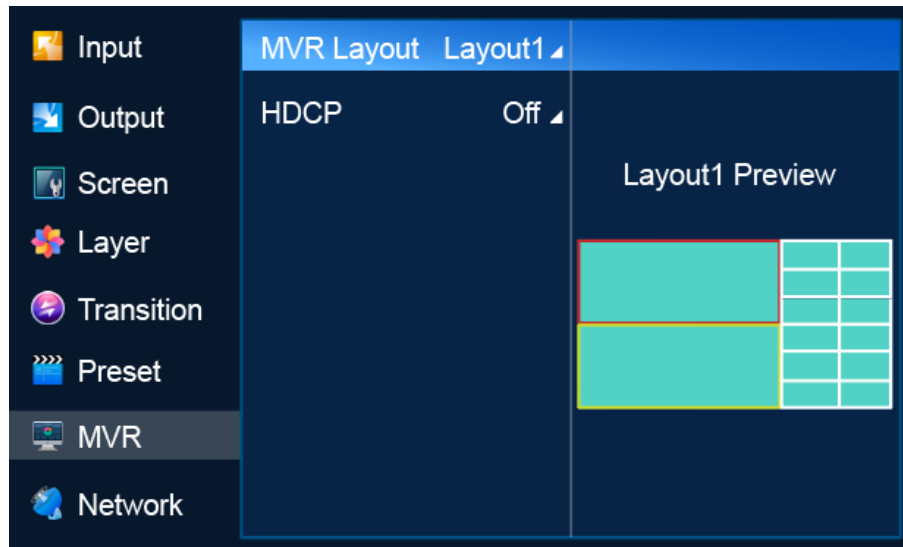 Input
Output
Screen
Layer
Transition
Preset
MVR
Network
MVR Layout Layout1
HDCP Off
Layout1 Preview